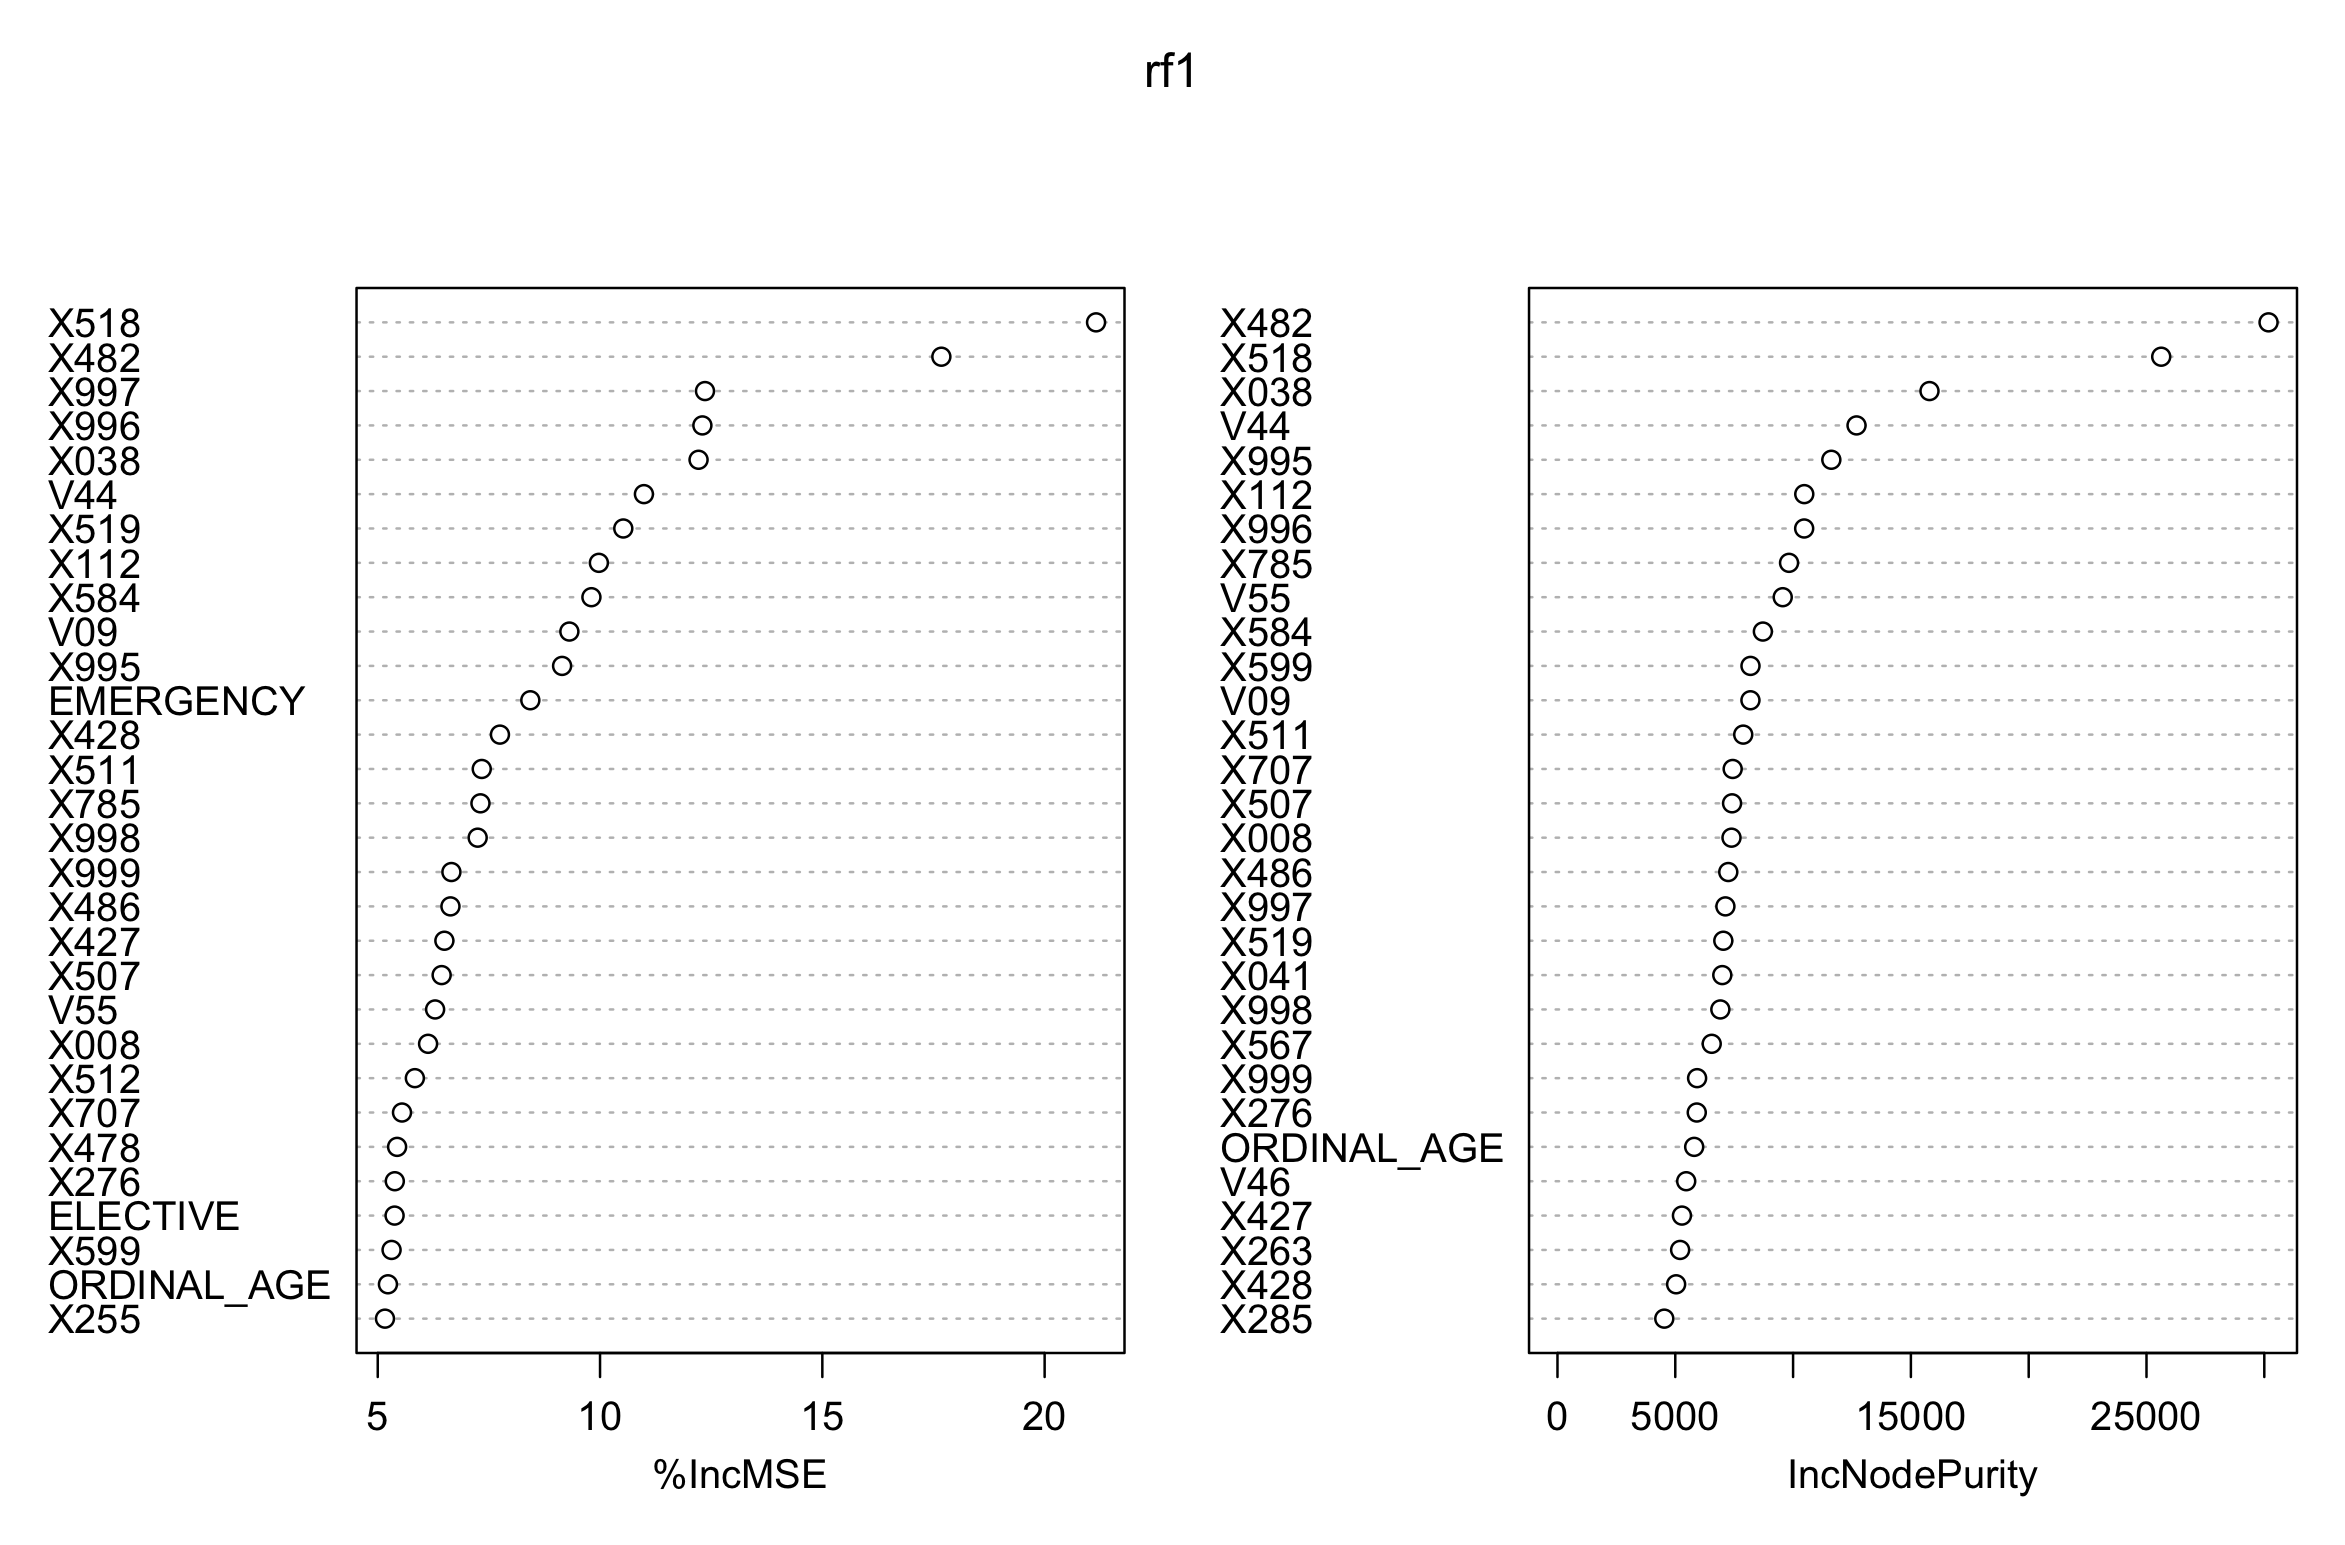 rf1
X518
X482
X997
X996
X038
V44
X519
X112
X584
V09
X995
EMERGENCY
X428
X511
X785
X998
X999
X486
X427
X507
V55
X008
X512
X707
X478
X276
ELECTIVE
X599
ORDINAL_AGE
X255
5 10 15 20
%IncMSE
X482
X518
X038
V44
X995
X112
X996
X785
V55
X584
X599
V09
X511
X707
X507
X008
X486
X997
X519
X041
X998
X567
X999
X276
ORDINAL_AGE
V46
X427
X263
X428
X285
0 5000 15000 25000
IncNodePurity